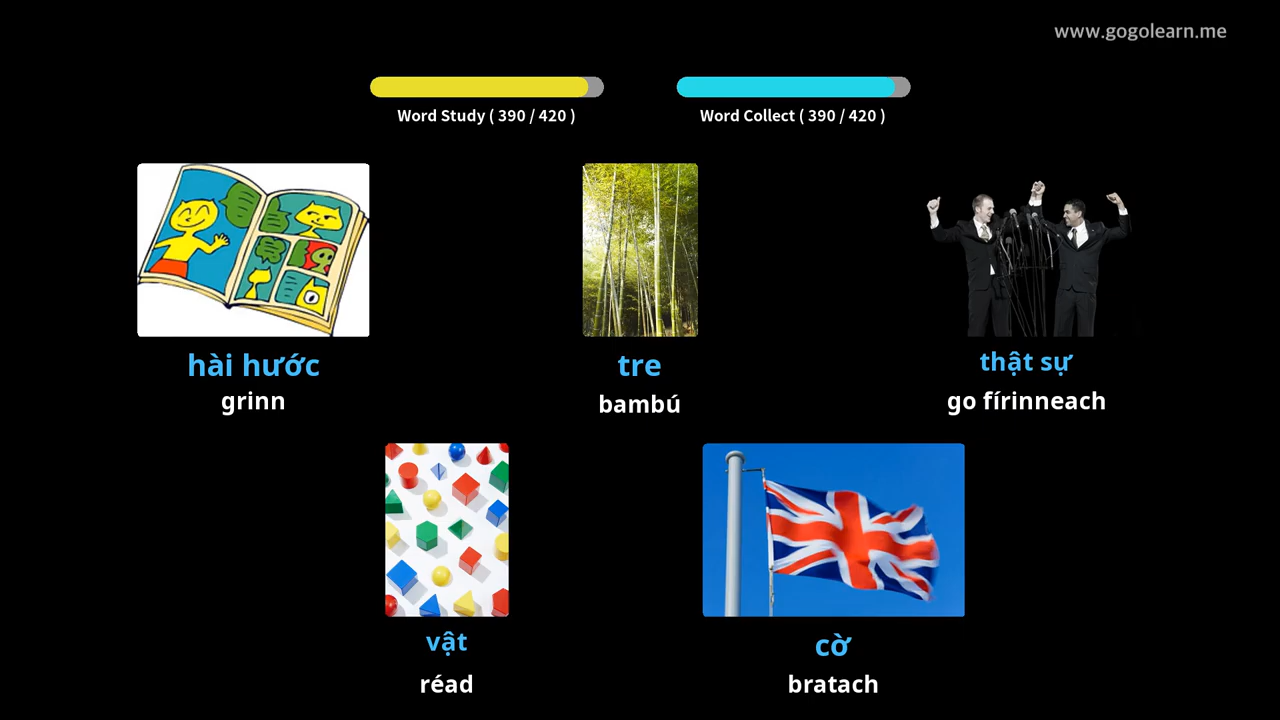 www.gogolearn.me
Word Study ( 390 / 420 )
Word Collect ( 390 / 420 )
hài hước
grinn
tre
bambú
thật sự
go fírinneach
vật
réad
cờ
bratach